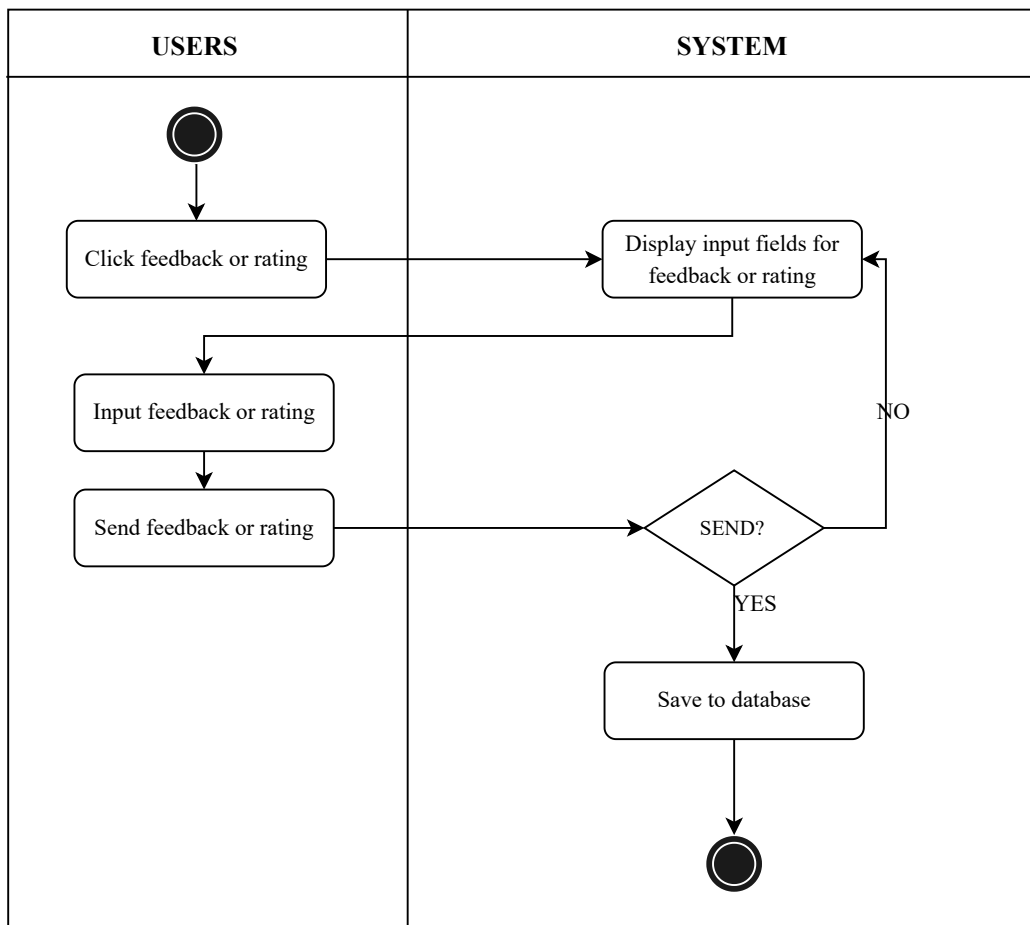 USERS
SYSTEM
Click feedback or rating
Display input fields for
feedback or rating
Input feedback or rating
NO
Send feedback or rating
SEND?
YES
Save to database